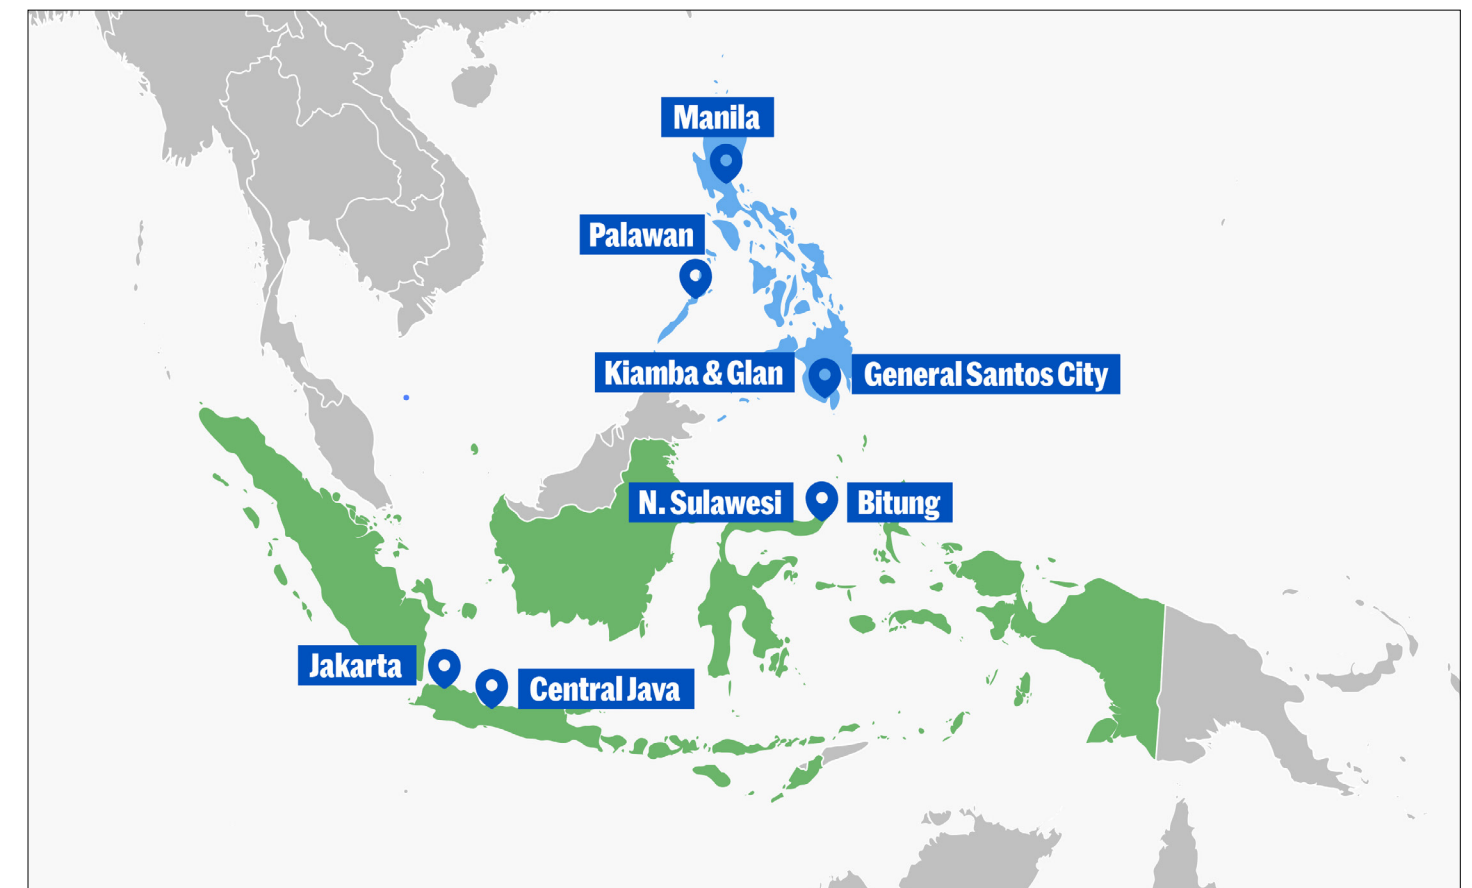 Manila
Palawan
Kiamba & Glan
General Santos City
N. Sulawesi
Bitung
Jakarta
Central Java